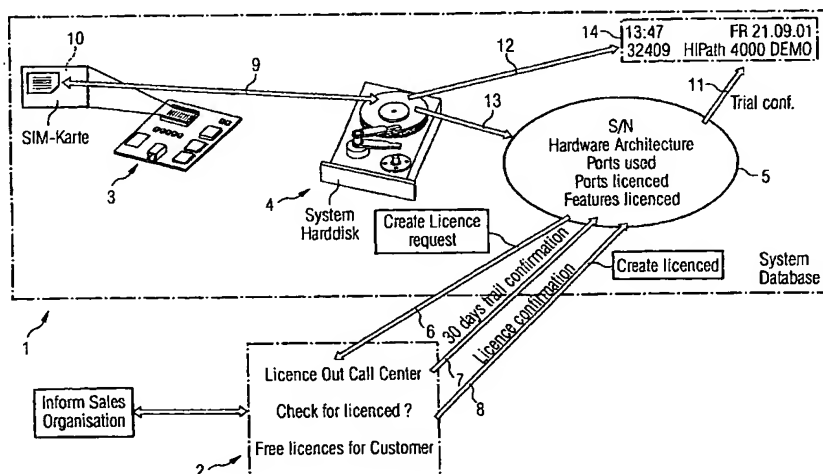 10
9
SIM-Karte
3
4
System
Harddisk
12
13
14
13:47 FR 21.09.01
32409 HiPath 4000 DEMO
11
Trial conf.
S/N
Hardware Architecture
Ports used
Ports licenced
Features licenced
5
Create Licence
request
Create licenced
System
Database
1
6
30 days trail confirmation
7
Licence confirmation
8
Licence Out Call Center
Check for licenced ?
Free licences for Customer
2
Inform Sales
Organisation